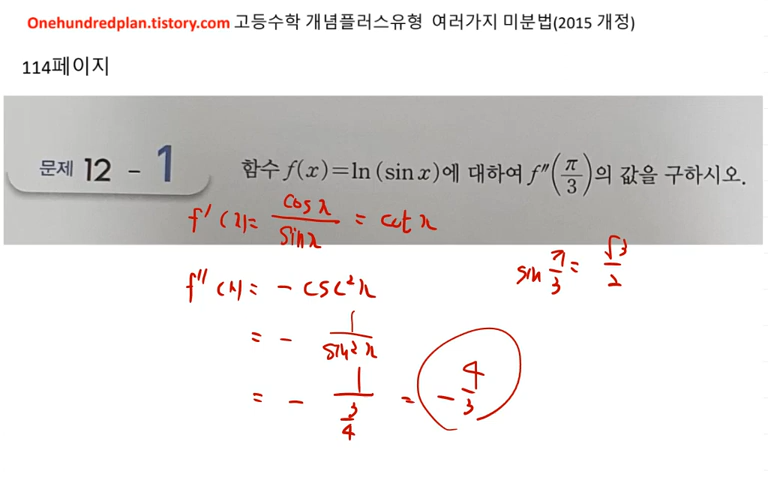 Onehundredplan.tistory.com 고등수학 개념플러스유형 여러가지 미분법(2015 개정)
114페이지
문제 12 - 1 함수 f(x)=ln(sin x)에 대하여 f''(π/3)의 값을 구하시오.
f'(x)= cosx/sinx = cot x
f''(x)= - csc²x
sin π/3 = √3/2
= - 1/sin²x
= - 1/(3/4) = -4/3